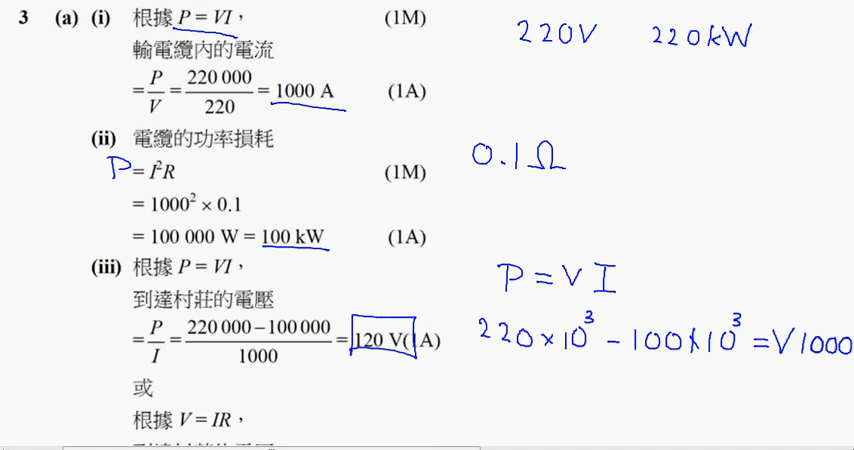 3 (a) (i) 根據 P = VI， (1M) 220V 220kW
輸電纜內的電流
= P/V = 220 000/220 = 1000 A (1A)
(ii) 電纜的功率損耗
P = I²R (1M) 0.1Ω
= 1000² × 0.1
= 100 000 W = 100 kW (1A)
(iii) 根據 P = VI， P = V I
到達村莊的電壓
= P/I = 220 000 – 100 000/1000 = 120 V (1A) 220×10³ – 100×10³ = V1000
或
根據 V = IR，